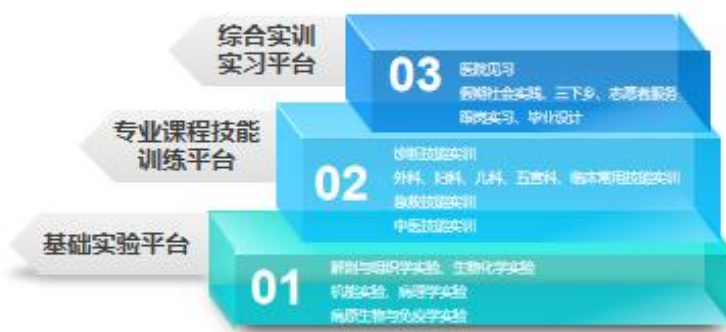 综合实训
实习平台
03
医院见习
假期社会实践、三下乡、志愿者服务
跟岗实习、毕业设计
专业课程技能
训练平台
02
诊断技能实训
外科、妇科、儿科、五官科、临床常用技能实训
急救技能实训
中医技能实训
基础实验平台
01
解剖与组织学实验、生物化学实验
机能实验、病理学实验
病原生物与免疫学实验